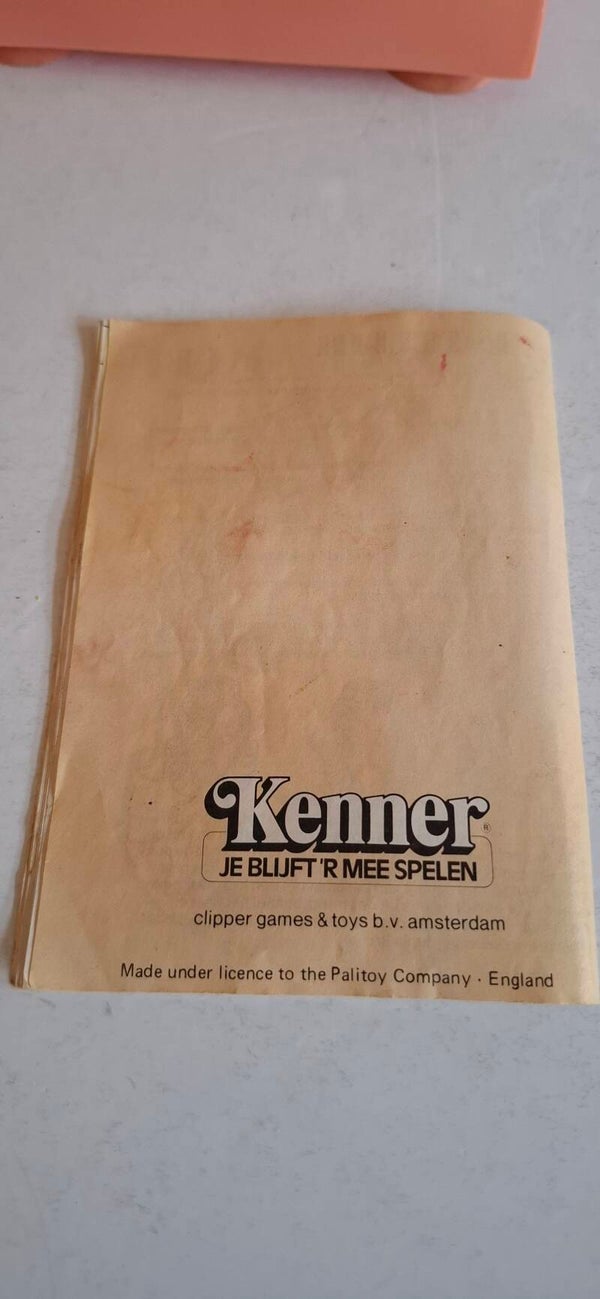 Kenner®
JE BLIJFT 'R MEE SPELEN
clipper games & toys b.v. amsterdam
Made under licence to the Palitoy Company · England